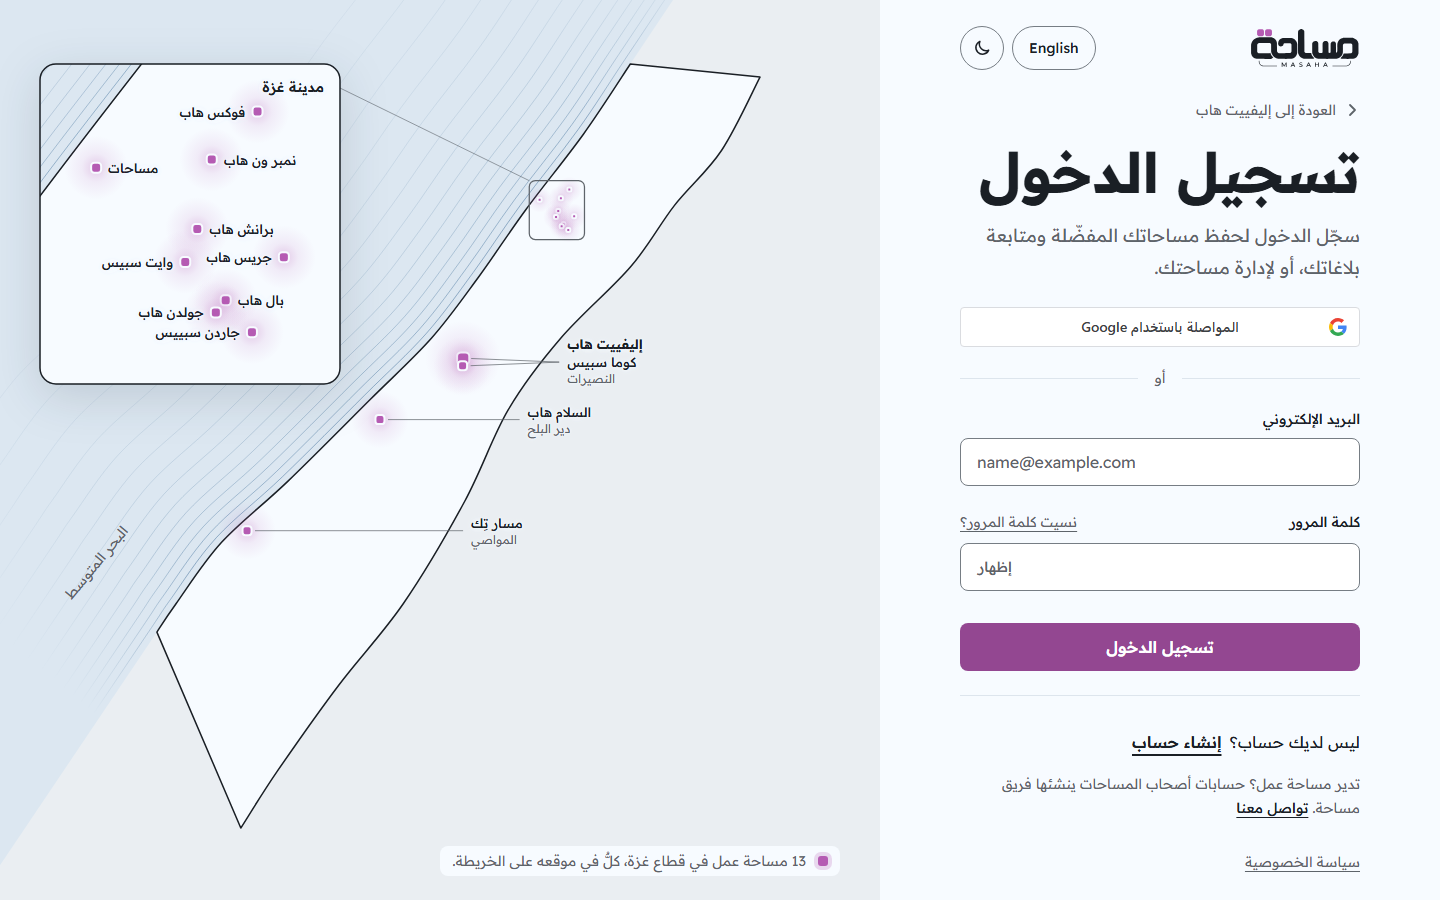 مساحة
MASAHA
English
العودة إلى إليفييت هاب
تسجيل الدخول
سجّل الدخول لحفظ مساحاتك المفضّلة ومتابعة
بلاغاتك، أو لإدارة مساحتك.
المواصلة باستخدام Google
أو
البريد الإلكتروني
name@example.com
كلمة المرور
نسيت كلمة المرور؟
إظهار
تسجيل الدخول
ليس لديك حساب؟ إنشاء حساب
تدير مساحة عمل؟ حسابات أصحاب المساحات ينشئها فريق
مساحة. تواصل معنا
سياسة الخصوصية
مدينة غزة
فوكس هاب
نمبر ون هاب
مساحات
برانش هاب
جريس هاب
وايت سبيس
بال هاب
جولدن هاب
جاردن سبييس
إليفييت هاب
كوما سبيس
النصيرات
السلام هاب
دير البلح
مسار تِك
المواصي
البحر المتوسط
13 مساحة عمل في قطاع غزة، كلٌّ في موقعه على الخريطة.